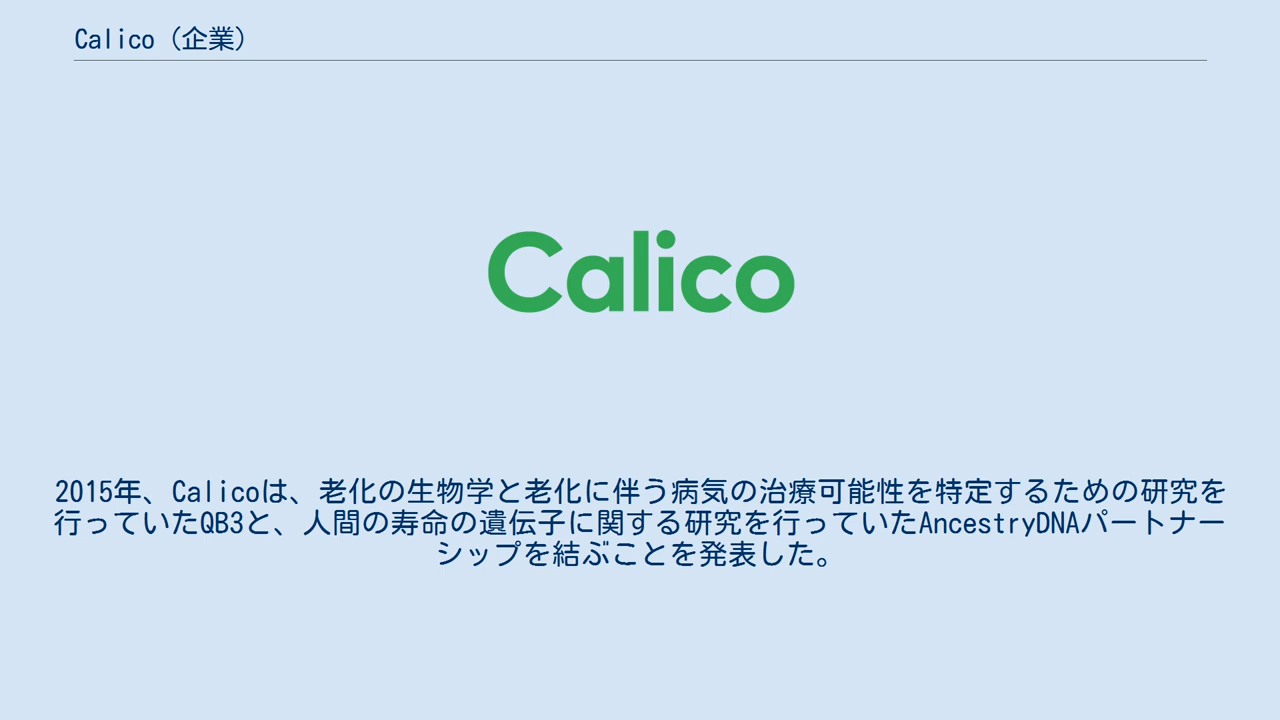 Calico（企業）
Calico
2015年、Calicoは、老化の生物学と老化に伴う病気の治療可能性を特定するための研究を
行っていたQB3と、人間の寿命の遺伝子に関する研究を行っていたAncestryDNAパートナー
シップを結ぶことを発表した。